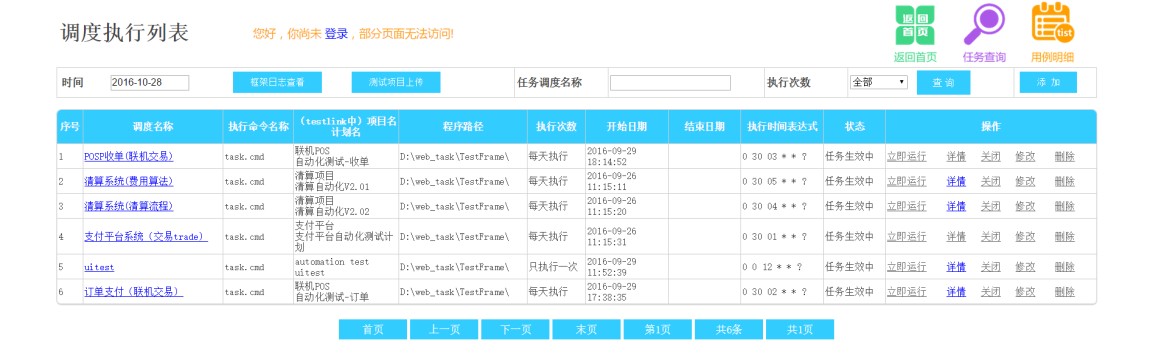 调度执行列表
您好，你尚未 登录，部分页面无法访问!
返回
首页
返回首页
任务查询
tist
用例明细
时间 2016-10-28 框架日志查看 测试项目上传 任务调度名称 执行次数 全部 查 询 添 加
序号 调度名称 执行命令名称 （testlink中）项目名 程序路径 执行次数 开始日期 结束日期 执行时间表达式 状态 操作
计划名
1 POSP收单(联机交易) task.cmd 联机POS D:\web_task\TestFrame\ 每天执行 2016-09-29 0 30 03 * * ? 任务生效中 立即运行 详情 关闭 修改 删除
自动化测试-收单 18:14:52
2 清算系统(费用算法) task.cmd 清算项目 D:\web_task\TestFrame\ 每天执行 2016-09-26 0 30 05 * * ? 任务生效中 立即运行 详情 关闭 修改 删除
清算自动化V2.01 11:15:11
3 清算系统(清算流程) task.cmd 清算项目 D:\web_task\TestFrame\ 每天执行 2016-09-26 0 30 04 * * ? 任务生效中 立即运行 详情 关闭 修改 删除
清算自动化V2.02 11:15:20
4 支付平台系统（交易trade） task.cmd 支付平台 D:\web_task\TestFrame\ 每天执行 2016-09-26 0 30 01 * * ? 任务生效中 立即运行 详情 关闭 修改 删除
支付平台自动化测试计 11:15:31
划
5 uitest task.cmd automation test D:\web_task\TestFrame\ 只执行一次 2016-09-29 0 0 12 * * ? 任务生效中 立即运行 详情 关闭 修改 删除
uitest 11:52:39
6 订单支付（联机交易） task.cmd 联机POS D:\web_task\TestFrame\ 每天执行 2016-09-29 0 30 02 * * ? 任务生效中 立即运行 详情 关闭 修改 删除
自动化测试-订单 17:38:35
首页 上一页 下一页 末页 第1页 共6条 共1页